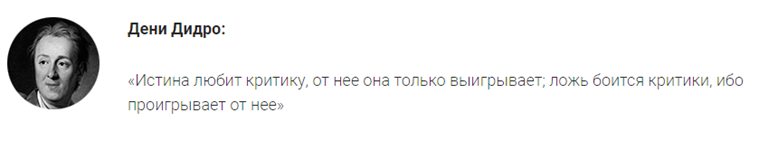 Дени Дидро:
«Истина любит критику, от нее она только выигрывает; ложь боится критики, ибо
проигрывает от нее»